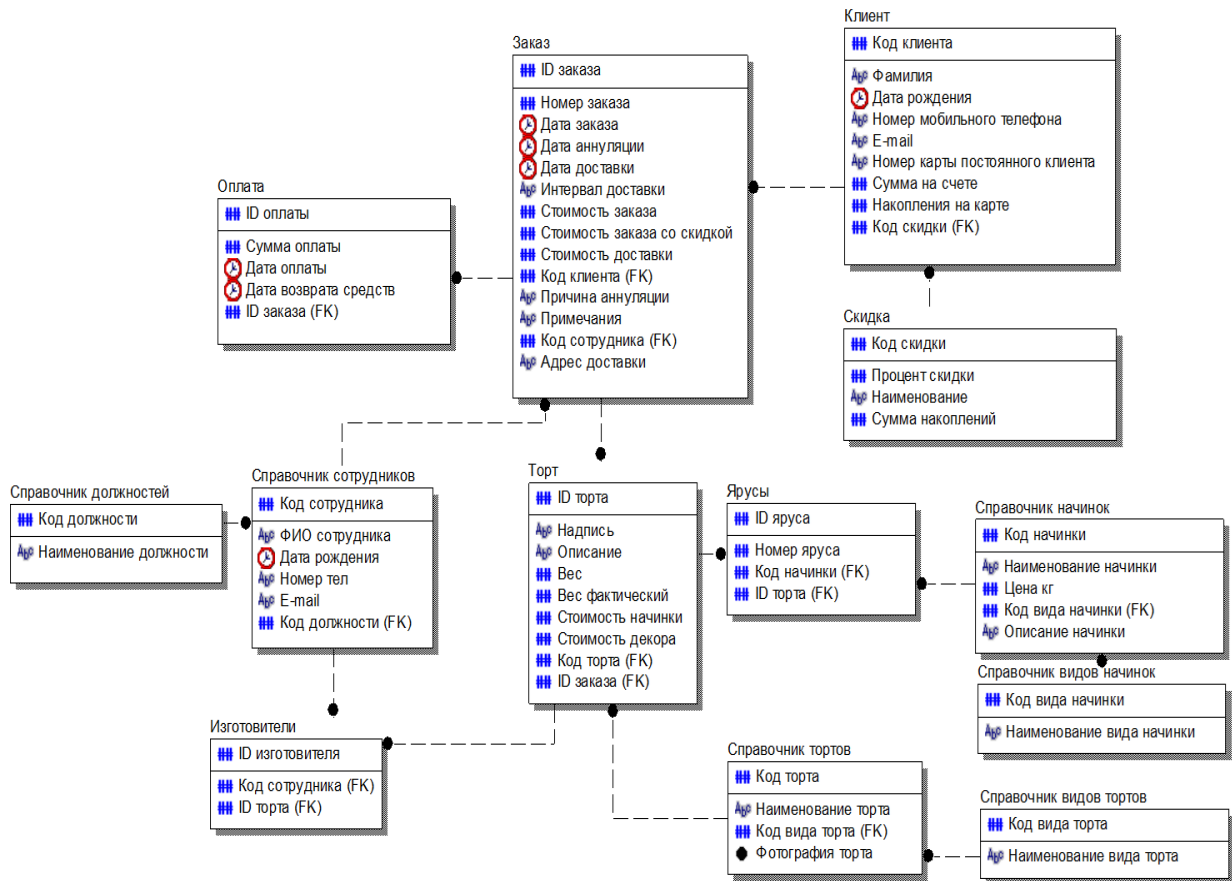 Клиент
Код клиента
Фамилия
Дата рождения
Номер мобильного телефона
E-mail
Номер карты постоянного клиента
Сумма на счете
Накопления на карте
Код скидки (FK)
Заказ
ID заказа
Номер заказа
Дата заказа
Дата аннуляции
Дата доставки
Интервал доставки
Стоимость заказа
Стоимость заказа со скидкой
Стоимость доставки
Код клиента (FK)
Причина аннуляции
Примечания
Код сотрудника (FK)
Адрес доставки
Оплата
ID оплаты
Сумма оплаты
Дата оплаты
Дата возврата средств
ID заказа (FK)
Скидка
Код скидки
Процент скидки
Наименование
Сумма накоплений
Справочник должностей
Код должности
Наименование должности
Справочник сотрудников
Код сотрудника
ФИО сотрудника
Дата рождения
Номер тел
E-mail
Код должности (FK)
Торт
ID торта
Надпись
Описание
Вес
Вес фактический
Стоимость начинки
Стоимость декора
Код торта (FK)
ID заказа (FK)
Ярусы
ID яруса
Номер яруса
Код начинки (FK)
ID торта (FK)
Справочник начинок
Код начинки
Наименование начинки
Цена кг
Код вида начинки (FK)
Описание начинки
Справочник видов начинок
Код вида начинки
Наименование вида начинки
Изготовители
ID изготовителя
Код сотрудника (FK)
ID торта (FK)
Справочник тортов
Код торта
Наименование торта
Код вида торта (FK)
Фотография торта
Справочник видов тортов
Код вида торта
Наименование вида торта